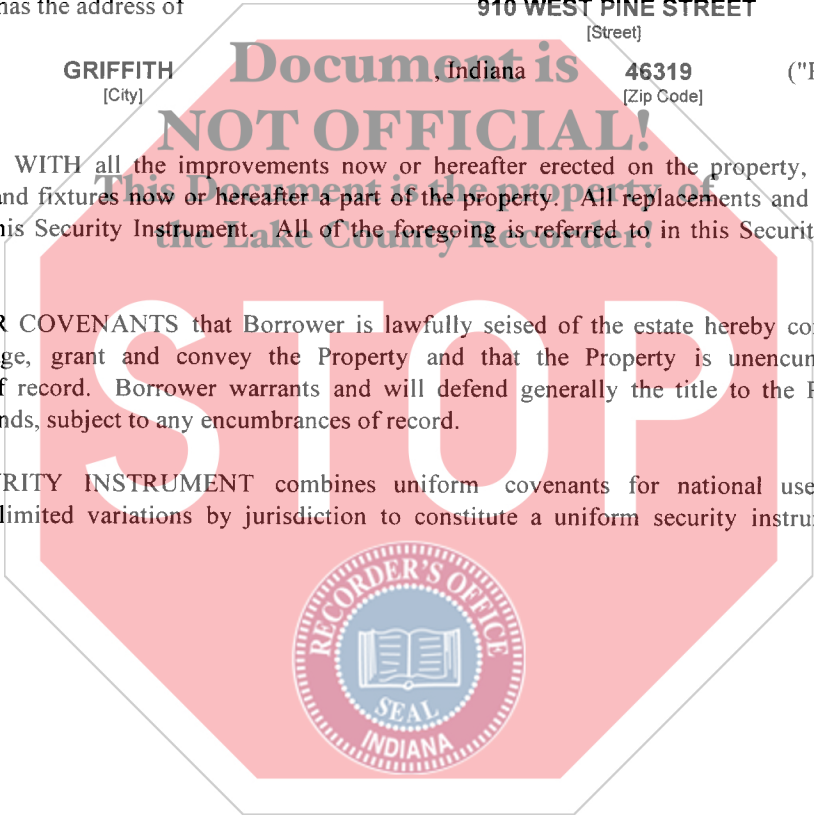 has the address of 910 WEST PINE STREET
[Street]
GRIFFITH , Indiana 46319 ("
[City] [Zip Code]
Document is
NOT OFFICIAL!
This Document is the property of
the Lake County Recorder!
WITH all the improvements now or hereafter erected on the property,
and fixtures now or hereafter a part of the property. All replacements and
his Security Instrument. All of the foregoing is referred to in this Securit
R COVENANTS that Borrower is lawfully seised of the estate hereby co
ge, grant and convey the Property and that the Property is unencum
f record. Borrower warrants and will defend generally the title to the P
nds, subject to any encumbrances of record.
STOP
RITY INSTRUMENT combines uniform covenants for national use
limited variations by jurisdiction to constitute a uniform security instru
RECORDER'S OFFICE
SEAL
INDIANA